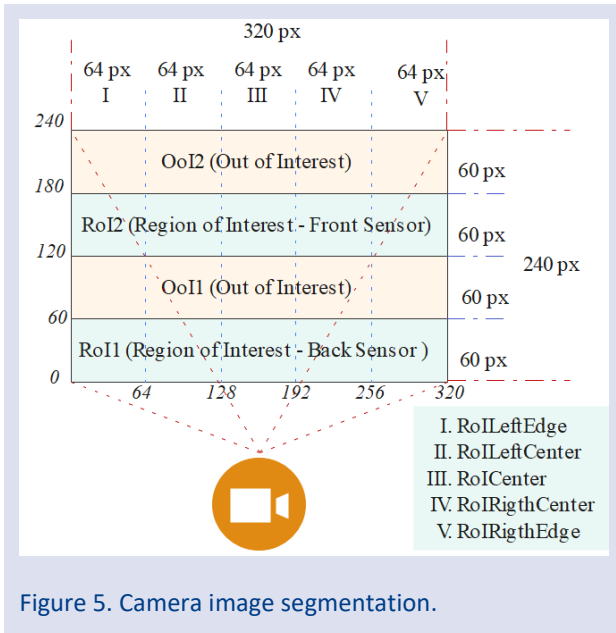 320 px
64 px 64 px 64 px 64 px 64 px
I II III IV V
240
OoI2 (Out of Interest)
60 px
180
RoI2 (Region of Interest - Front Sensor)
60 px
120
240 px
OoI1 (Out of Interest)
60 px
60
RoI1 (Region of Interest - Back Sensor )
60 px
0
64 128 192 256 320
I. RoILeftEdge
II. RoILeftCenter
III. RoICenter
IV. RoIRigthCenter
V. RoIRigthEdge
Figure 5. Camera image segmentation.